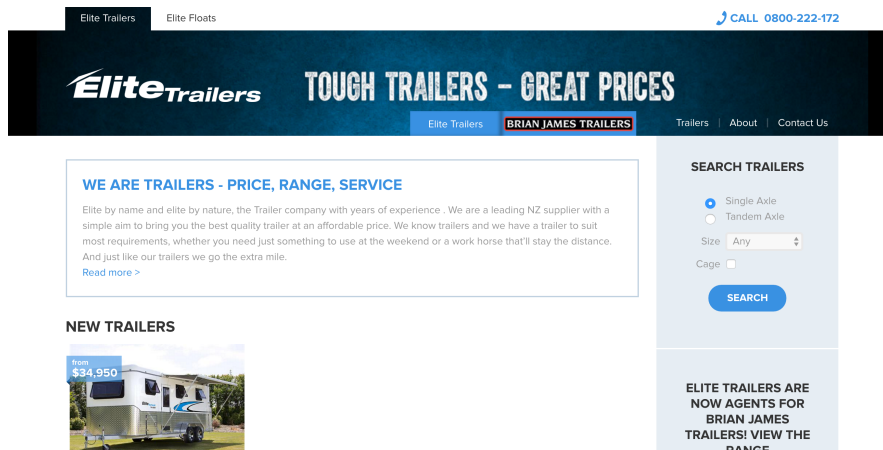 Elite Trailers
Elite Floats
CALL 0800-222-172
Elite Trailers
TOUGH TRAILERS – GREAT PRICES
Elite Trailers
BRIAN JAMES TRAILERS
Trailers | About | Contact Us
WE ARE TRAILERS - PRICE, RANGE, SERVICE
Elite by name and elite by nature, the Trailer company with years of experience . We are a leading NZ supplier with a
simple aim to bring you the best quality trailer at an affordable price. We know trailers and we have a trailer to suit
most requirements, whether you need just something to use at the weekend or a work horse that'll stay the distance.
And just like our trailers we go the extra mile.
Read more >
NEW TRAILERS
from
$34,950
SEARCH TRAILERS
Single Axle
Tandem Axle
Size Any
Cage
SEARCH
ELITE TRAILERS ARE
NOW AGENTS FOR
BRIAN JAMES
TRAILERS! VIEW THE
RANGE